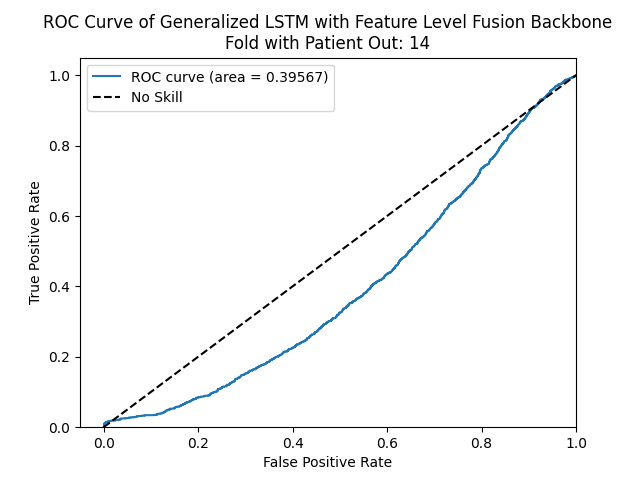 ROC Curve of Generalized LSTM with Feature Level Fusion Backbone
Fold with Patient Out: 14
ROC curve (area = 0.39567)
No Skill
True Positive Rate
1.0
0.8
0.6
0.4
0.2
0.0
0.0 0.2 0.4 0.6 0.8 1.0
False Positive Rate